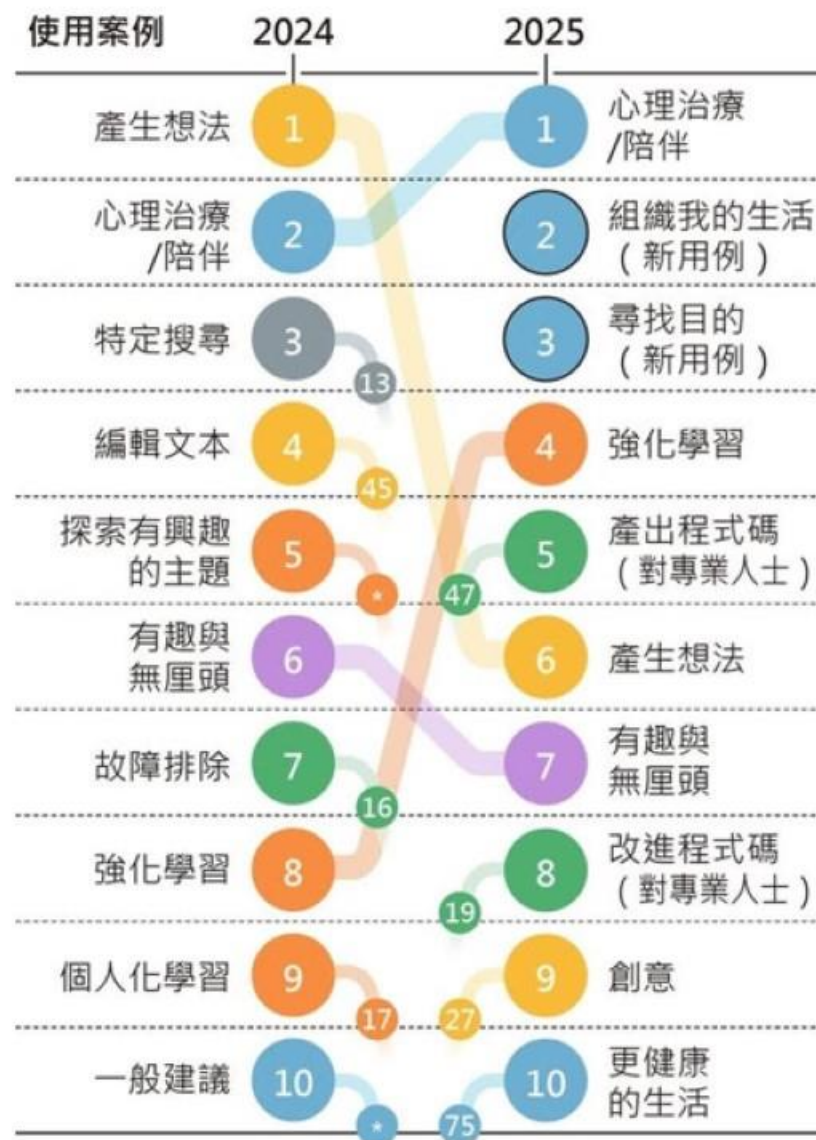 使用案例 2024 2025
產生想法 1 1 心理治療
/陪伴
心理治療
/陪伴 2 2 組織我的生活
（新用例）
特定搜尋 3 13 3 尋找目的
（新用例）
編輯文本 4 45 4 強化學習
探索有興趣
的主題 5 * 47 5 產出程式碼
（對專業人士）
有趣與
無厘頭 6 6 產生想法
故障排除 7 16 7 有趣與
無厘頭
強化學習 8 19 8 改進程式碼
（對專業人士）
個人化學習 9 17 27 9 創意
一般建議 10 * 75 10 更健康
的生活